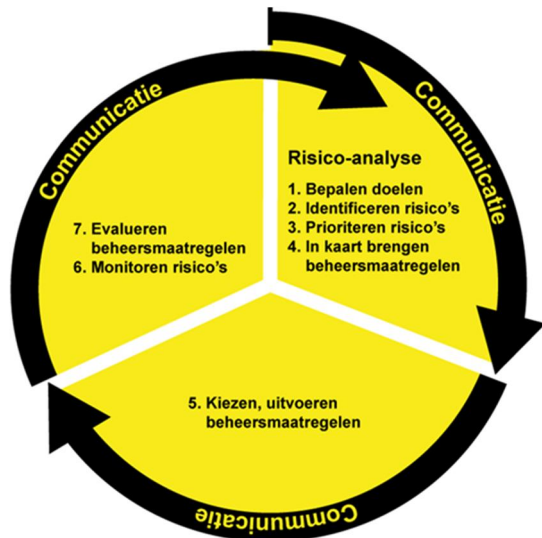 Communicatie
Communicatie
Risico-analyse
1. Bepalen doelen
2. Identificeren risico's
3. Prioriteren risico's
4. In kaart brengen
beheersmaatregelen
7. Evalueren
beheersmaatregelen
6. Monitoren risico's
5. Kiezen, uitvoeren
beheersmaatregelen
Communicatie